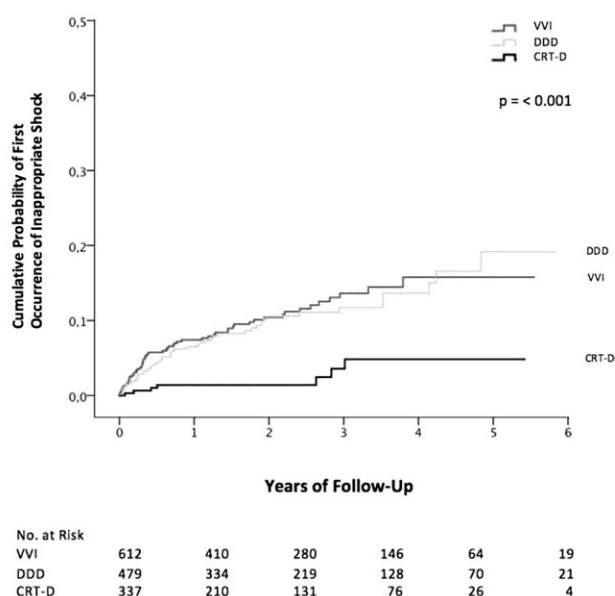 VVI
DDD
CRT-D
p = < 0.001
Cumulative Probability of First
Occurrence of Inappropriate Shock
0,5
0,4
0,3
0,2
0,1
0,0
DDD
VVI
CRT-D
0 1 2 3 4 5 6
Years of Follow-Up
No. at Risk
VVI 612 410 280 146 64 19
DDD 479 334 219 128 70 21
CRT-D 337 210 131 76 26 4